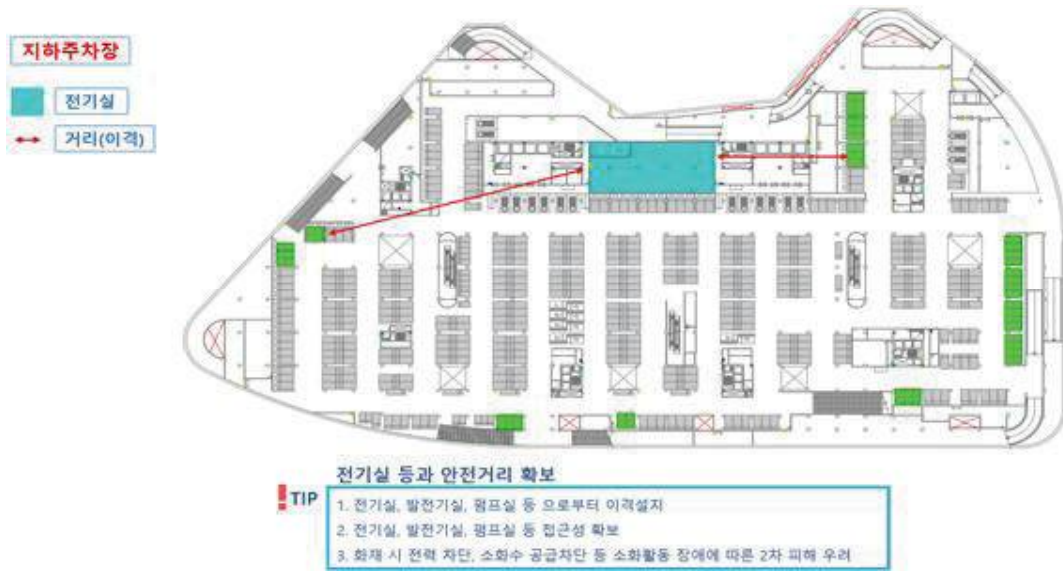 지하주차장
전기실
거리(이격)
전기실 등과 안전거리 확보
TIP
1. 전기실, 발전기실, 펌프실 등 으로부터 이격설치
2. 전기실, 발전기실, 펌프실 등 접근성 확보
3. 화재 시 전력 차단, 소화수 공급차단 등 소화활동 장애에 따른 2차 피해 우려